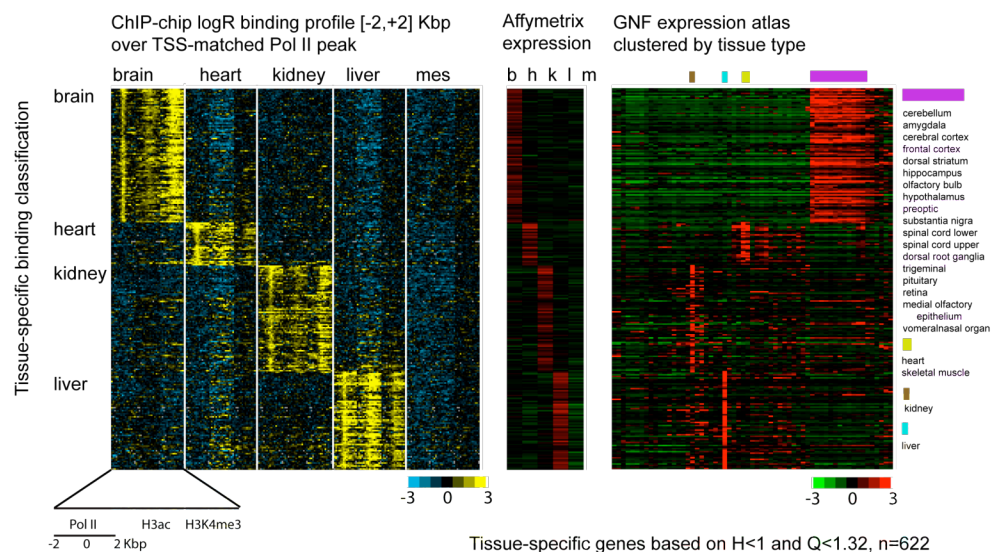 ChIP-chip logR binding profile [-2,+2] Kbp
over TSS-matched Pol II peak
Affymetrix
expression
GNF expression atlas
clustered by tissue type
brain heart kidney liver mes
b h k l m
Tissue-specific binding classification
brain
heart
kidney
liver
cerebellum
amygdala
cerebral cortex
frontal cortex
dorsal striatum
hippocampus
olfactory bulb
hypothalamus
preoptic
substantia nigra
spinal cord lower
spinal cord upper
dorsal root ganglia
trigeminal
pituitary
retina
medial olfactory
epithelium
vomeralnasal organ
heart
skeletal muscle
kidney
liver
-3 0 3
-3 0 3
Pol II H3ac H3K4me3
-2 0 2 Kbp
Tissue-specific genes based on H<1 and Q<1.32, n=622